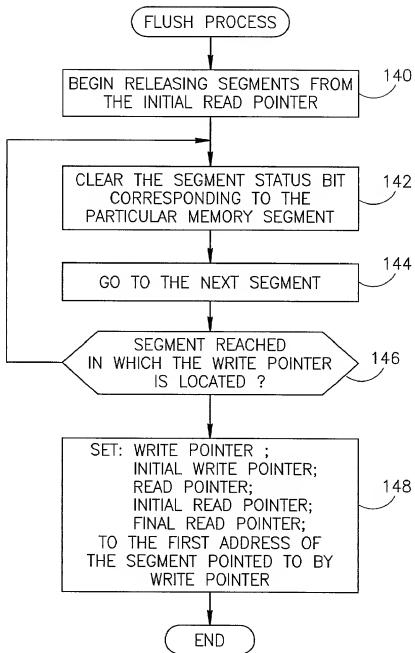 FLUSH PROCESS
BEGIN RELEASING SEGMENTS FROM
THE INITIAL READ POINTER
140
CLEAR THE SEGMENT STATUS BIT
CORRESPONDING TO THE
PARTICULAR MEMORY SEGMENT
142
GO TO THE NEXT SEGMENT
144
SEGMENT REACHED
IN WHICH THE WRITE POINTER
IS LOCATED ?
146
SET: WRITE POINTER ;
INITIAL WRITE POINTER;
READ POINTER;
INITIAL READ POINTER;
FINAL READ POINTER;
TO THE FIRST ADDRESS OF
THE SEGMENT POINTED TO BY
WRITE POINTER
148
END